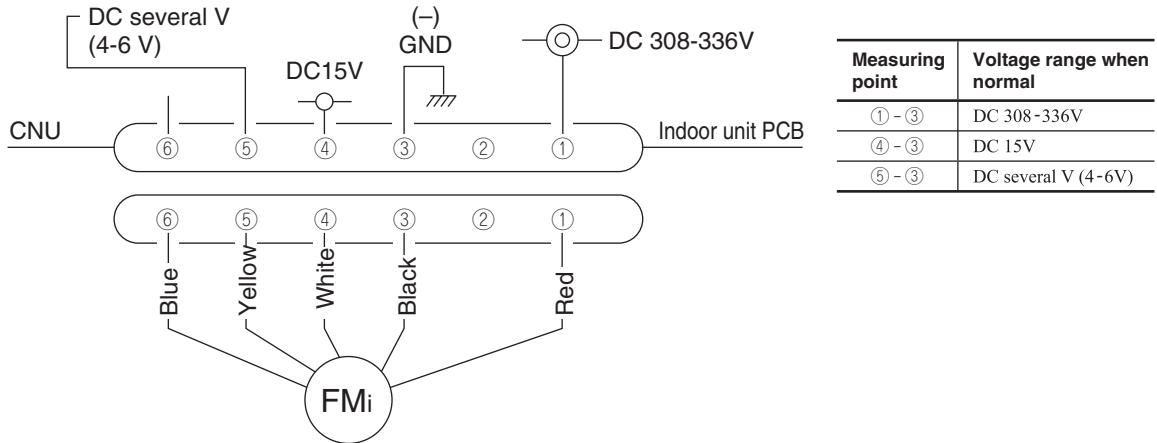 DC several V
(4-6 V)
(–)
GND
DC15V
DC 308-336V
CNU
⑥ ⑤ ④ ③ ② ①
Indoor unit PCB
⑥ ⑤ ④ ③ ② ①
Blue
Yellow
White
Black
Red
FMi
Measuring point
Voltage range when normal
①-③ DC 308-336V
④-③ DC 15V
⑤-③ DC several V (4-6V)